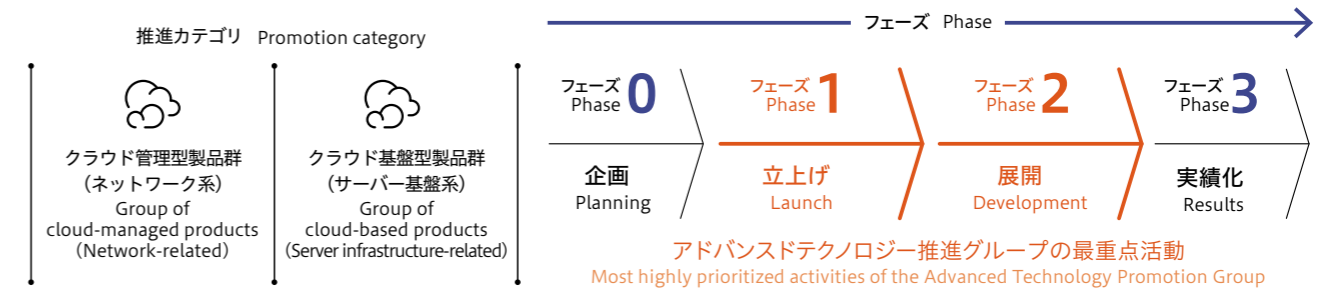 推進カテゴリ Promotion category
クラウド管理型製品群
（ネットワーク系）
Group of
cloud-managed products
（Network-related）
クラウド基盤型製品群
（サーバー基盤系）
Group of
cloud-based products
（Server infrastructure-related）
フェーズ Phase
フェーズ
Phase 0
企画
Planning
フェーズ
Phase 1
立上げ
Launch
フェーズ
Phase 2
展開
Development
フェーズ
Phase 3
実績化
Results
アドバンスドテクノロジー推進グループの最重点活動
Most highly prioritized activities of the Advanced Technology Promotion Group